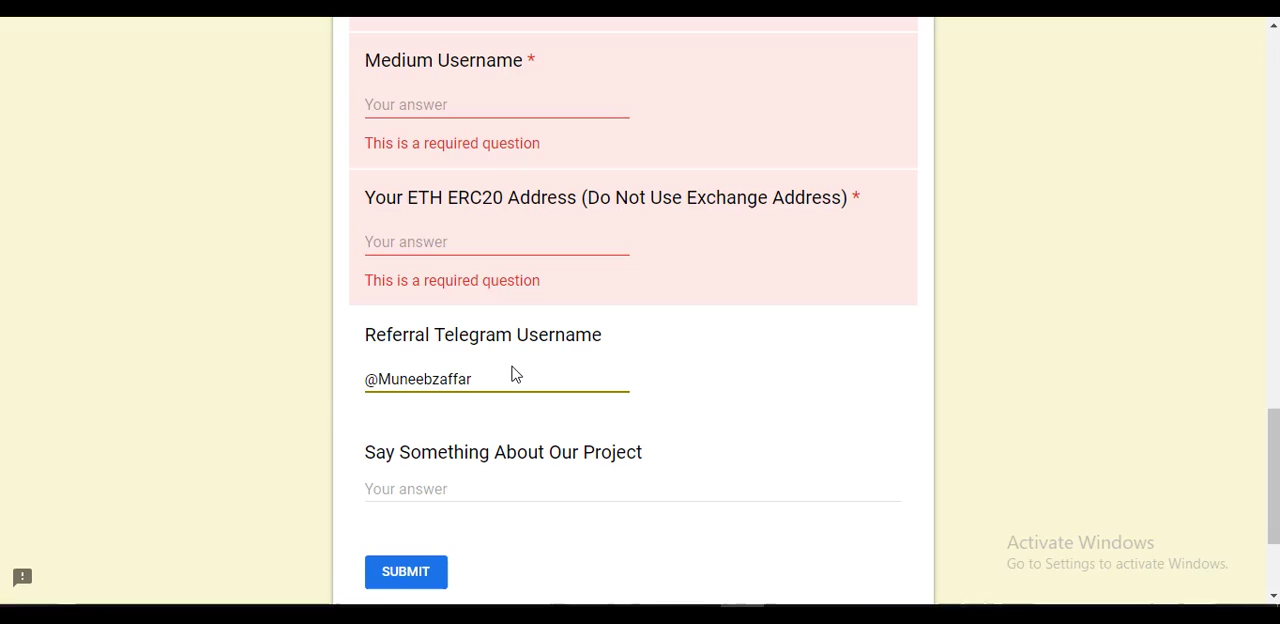 Medium Username *
Your answer
This is a required question
Your ETH ERC20 Address (Do Not Use Exchange Address) *
Your answer
This is a required question
Referral Telegram Username
@Muneebzaffar
Say Something About Our Project
Your answer
SUBMIT
Activate Windows
Go to Settings to activate Windows.